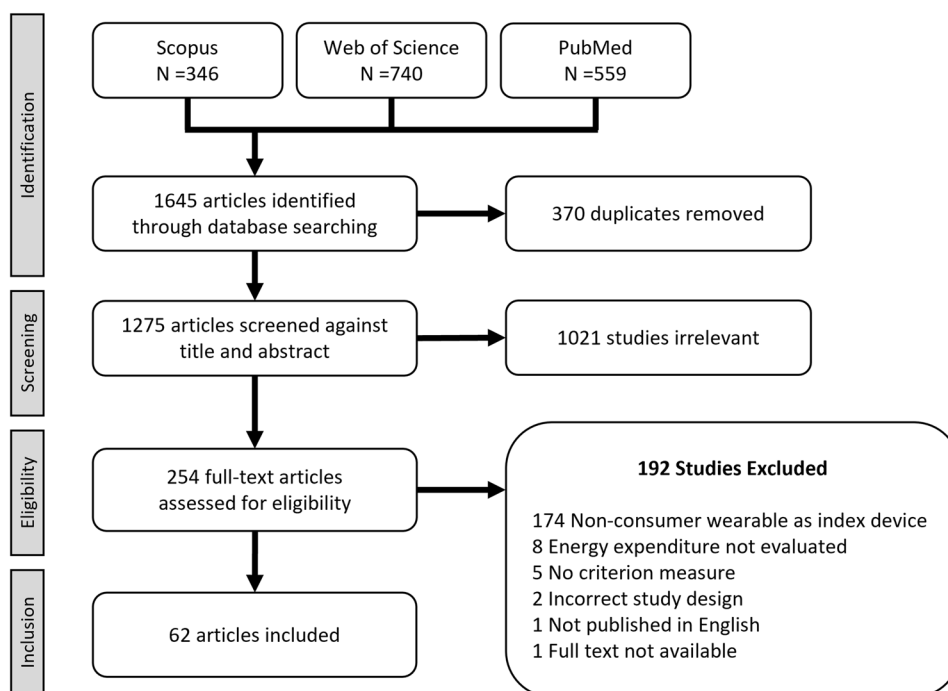 Identification
Scopus
N =346
Web of Science
N =740
PubMed
N =559
1645 articles identified
through database searching
370 duplicates removed
Screening
1275 articles screened against
title and abstract
1021 studies irrelevant
Eligibility
254 full-text articles
assessed for eligibility
192 Studies Excluded
174 Non-consumer wearable as index device
8 Energy expenditure not evaluated
5 No criterion measure
2 Incorrect study design
1 Not published in English
1 Full text not available
Inclusion
62 articles included